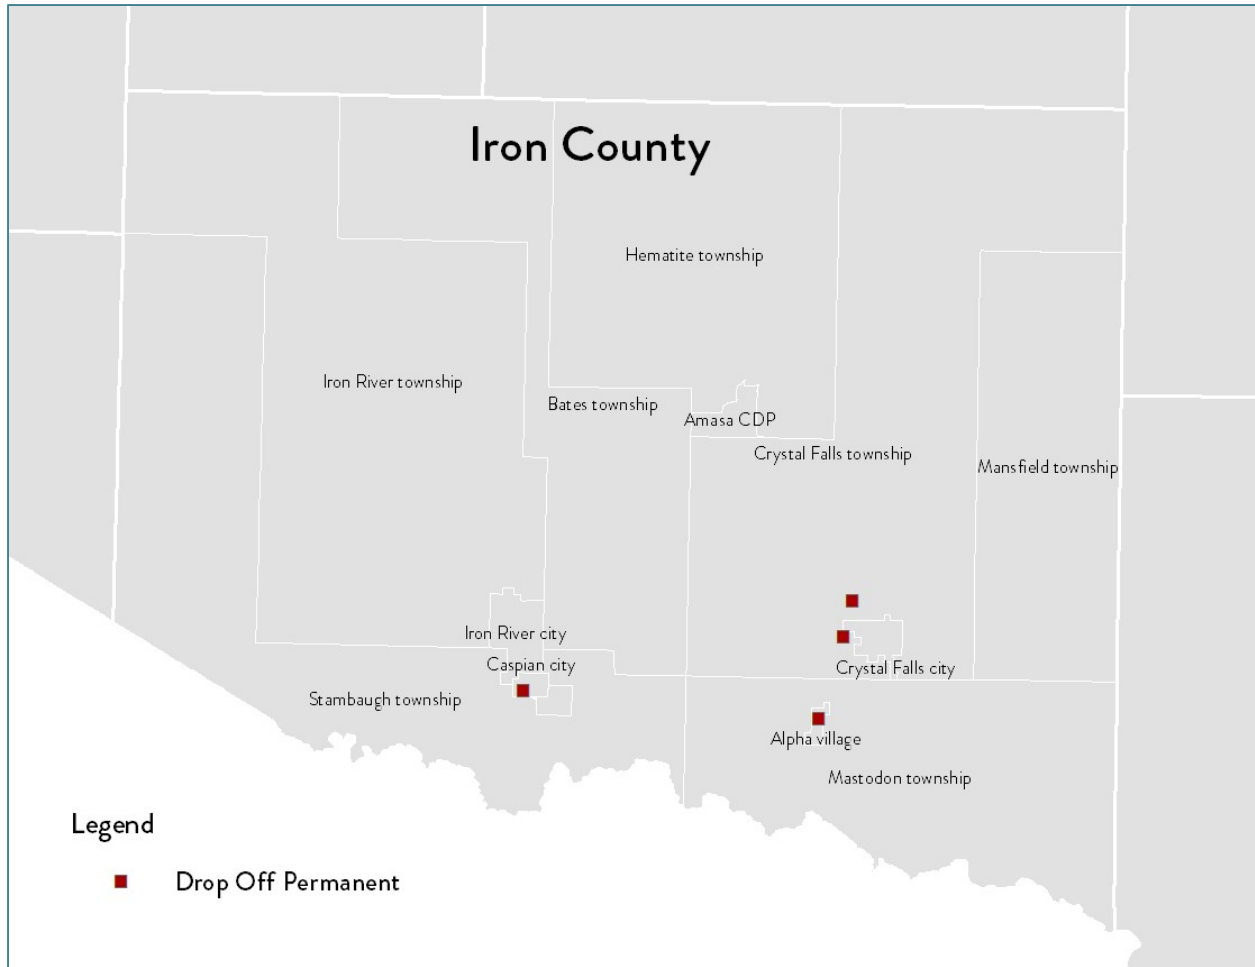 Iron County
Hematite township
Iron River township
Bates township
Amasa CDP
Crystal Falls township
Mansfield township
Iron River city
Caspian city
Crystal Falls city
Stambaugh township
Alpha village
Mastodon township
Legend
Drop Off Permanent